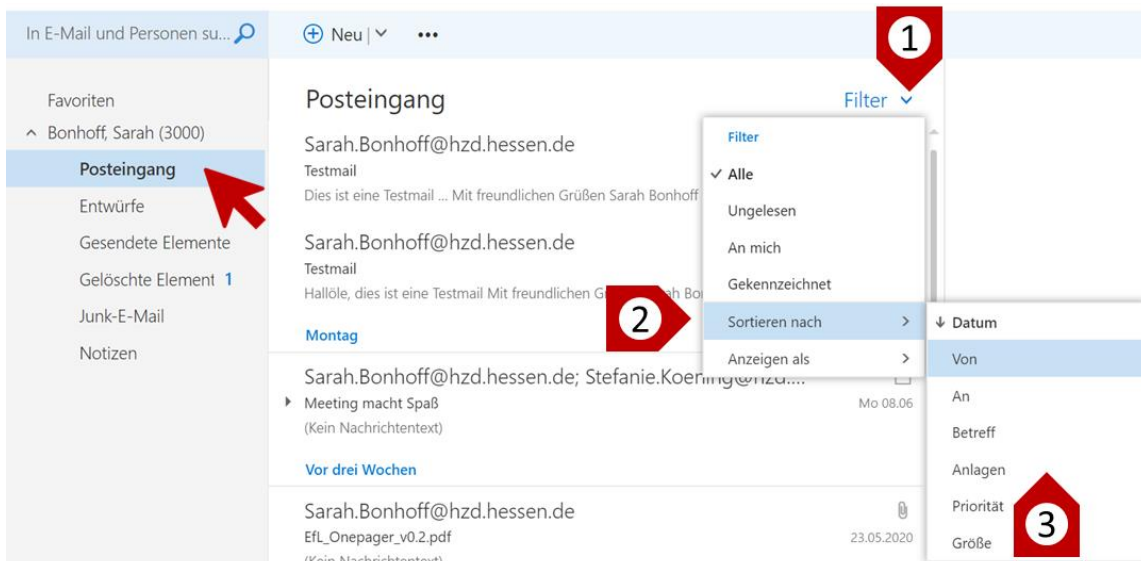 In E-Mail und Personen su...
Neu
Favoriten
Bonhoff, Sarah (3000)
Posteingang
Entwürfe
Gesendete Elemente
Gelöschte Element 1
Junk-E-Mail
Notizen
Posteingang
Filter
1
Sarah.Bonhoff@hzd.hessen.de
Testmail
Dies ist eine Testmail ... Mit freundlichen Grüßen Sarah Bonhoff
Sarah.Bonhoff@hzd.hessen.de
Testmail
Hallöle, dies ist eine Testmail Mit freundlichen
Montag
Sarah.Bonhoff@hzd.hessen.de; Stefanie.Koening@hzd....
Meeting macht Spaß
Mo 08.06
(Kein Nachrichtentext)
Vor drei Wochen
Sarah.Bonhoff@hzd.hessen.de
EfL_Onepager_v0.2.pdf
23.05.2020
(Kein Nachrichtentext)
Filter
Alle
Ungelesen
An mich
Gekennzeichnet
2
Sortieren nach
Anzeigen als
Datum
Von
An
Betreff
Anlagen
Priorität
Größe
3